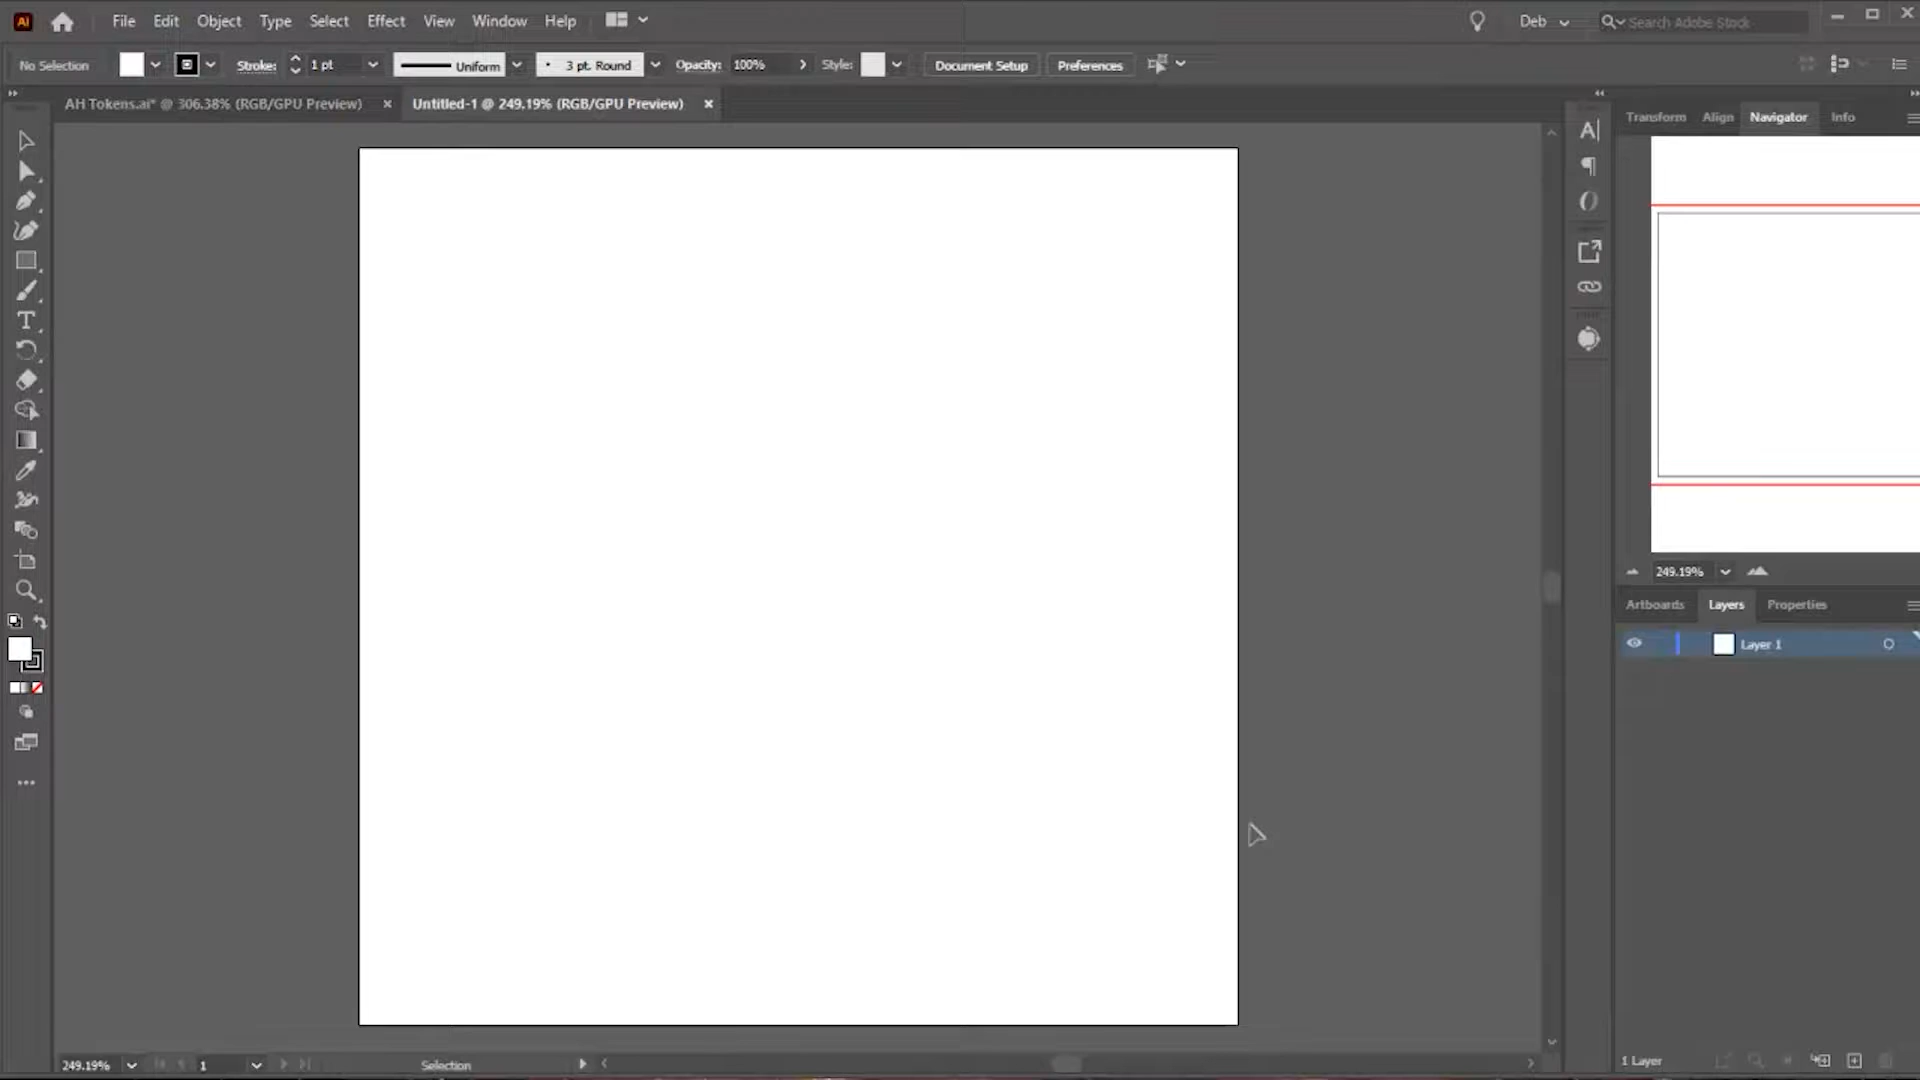 Ai File Edit Object Type Select Effect View Window Help Deb Search Adobe Stock
No Selection Stroke: 1 pt Uniform 3 pt. Round Opacity: 100% Style: Document Setup Preferences
AH Tokens.ai* @ 306.38% (RGB/GPU Preview) Untitled-1 @ 249.19% (RGB/GPU Preview)
Transform Align Navigator Info
249.19%
Artboards Layers Properties
Layer 1
249.19% 1 Selection
1 Layer